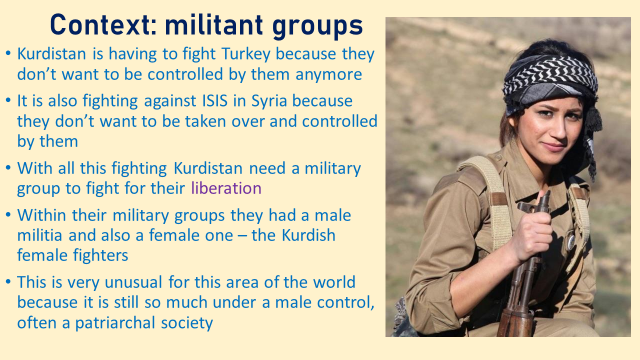 Context: militant groups
• Kurdistan is having to fight Turkey because they
don’t want to be controlled by them anymore
• It is also fighting against ISIS in Syria because
they don’t want to be taken over and controlled
by them
• With all this fighting Kurdistan need a military
group to fight for their liberation
• Within their military groups they had a male
militia and also a female one – the Kurdish
female fighters
• This is very unusual for this area of the world
because it is still so much under a male control,
often a patriarchal society